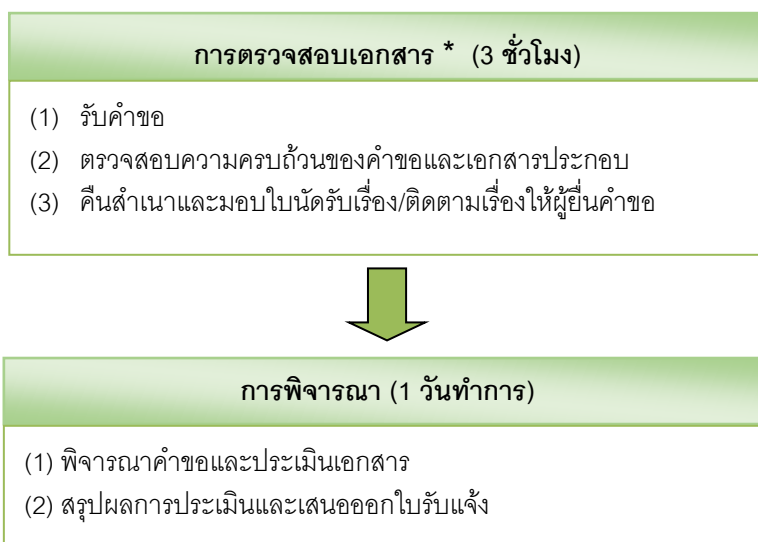 การตรวจสอบเอกสาร * (3 ชั่วโมง)
(1) รับคำขอ
(2) ตรวจสอบความครบถ้วนของคำขอและเอกสารประกอบ
(3) คืนสำเนาและมอบใบนัดรับเรื่อง/ติดตามเรื่องให้ผู้ยื่นคำขอ
การพิจารณา (1 วันทำการ)
(1) พิจารณาคำขอและประเมินเอกสาร
(2) สรุปผลการประเมินและเสนอออกใบรับแจ้ง